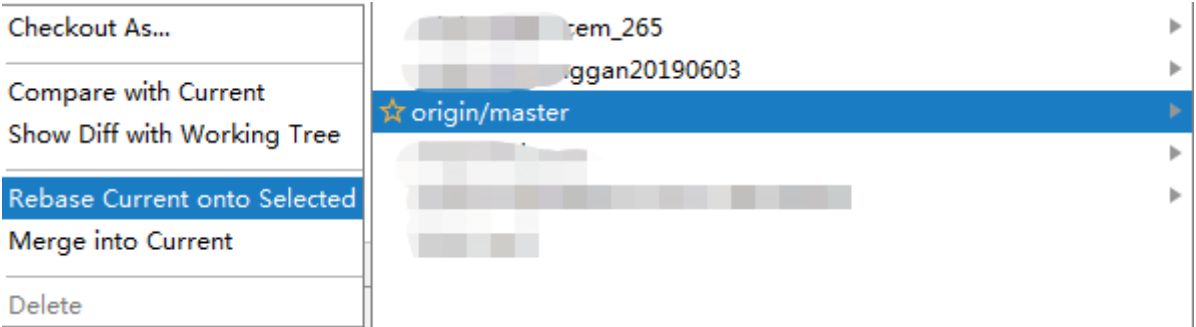 Checkout As...
Compare with Current
Show Diff with Working Tree
Rebase Current onto Selected
Merge into Current
Delete
cem_265
ggan20190603
origin/master